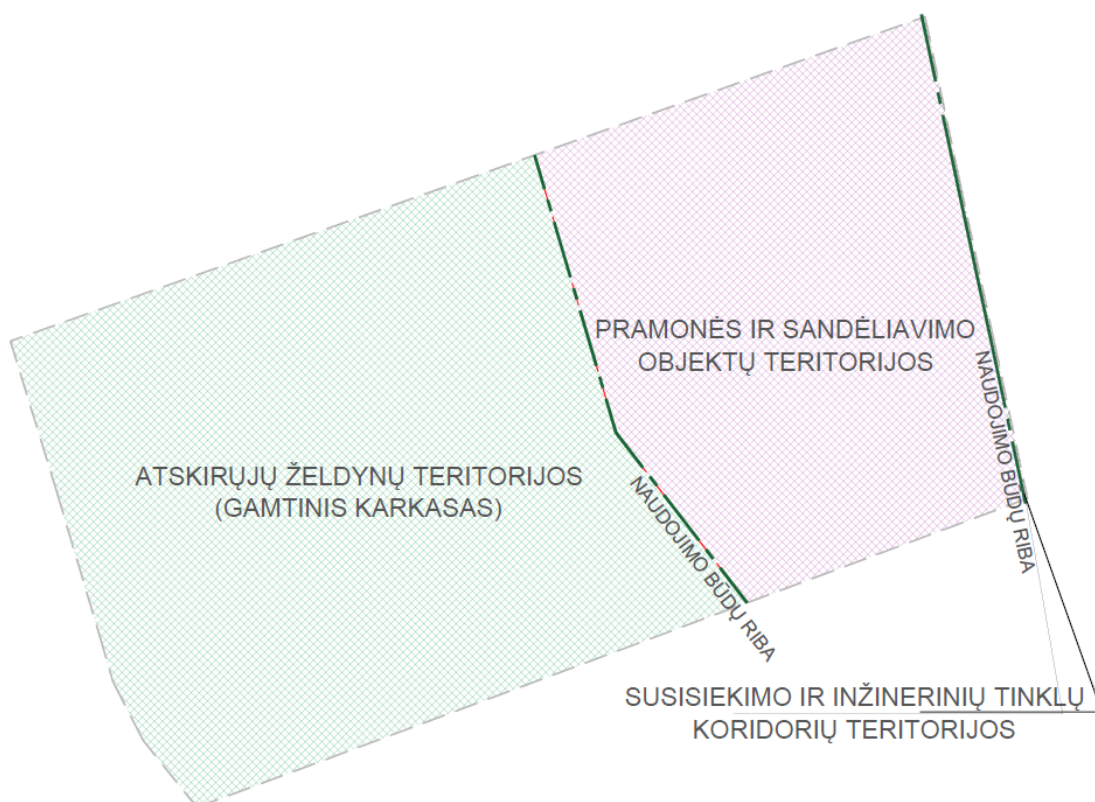 PRAMONĖS IR SANDĖLIAVIMO
OBJEKTŲ TERITORIJOS
NAUDOJIMO BŪDŲ RIBA
ATSKIRŲJŲ ŽELDYNŲ TERITORIJOS
(GAMTINIS KARKASAS)
NAUDOJIMO BŪDŲ RIBA
SUSISIEKIMO IR INŽINERINIŲ TINKLŲ
KORIDORIŲ TERITORIJOS